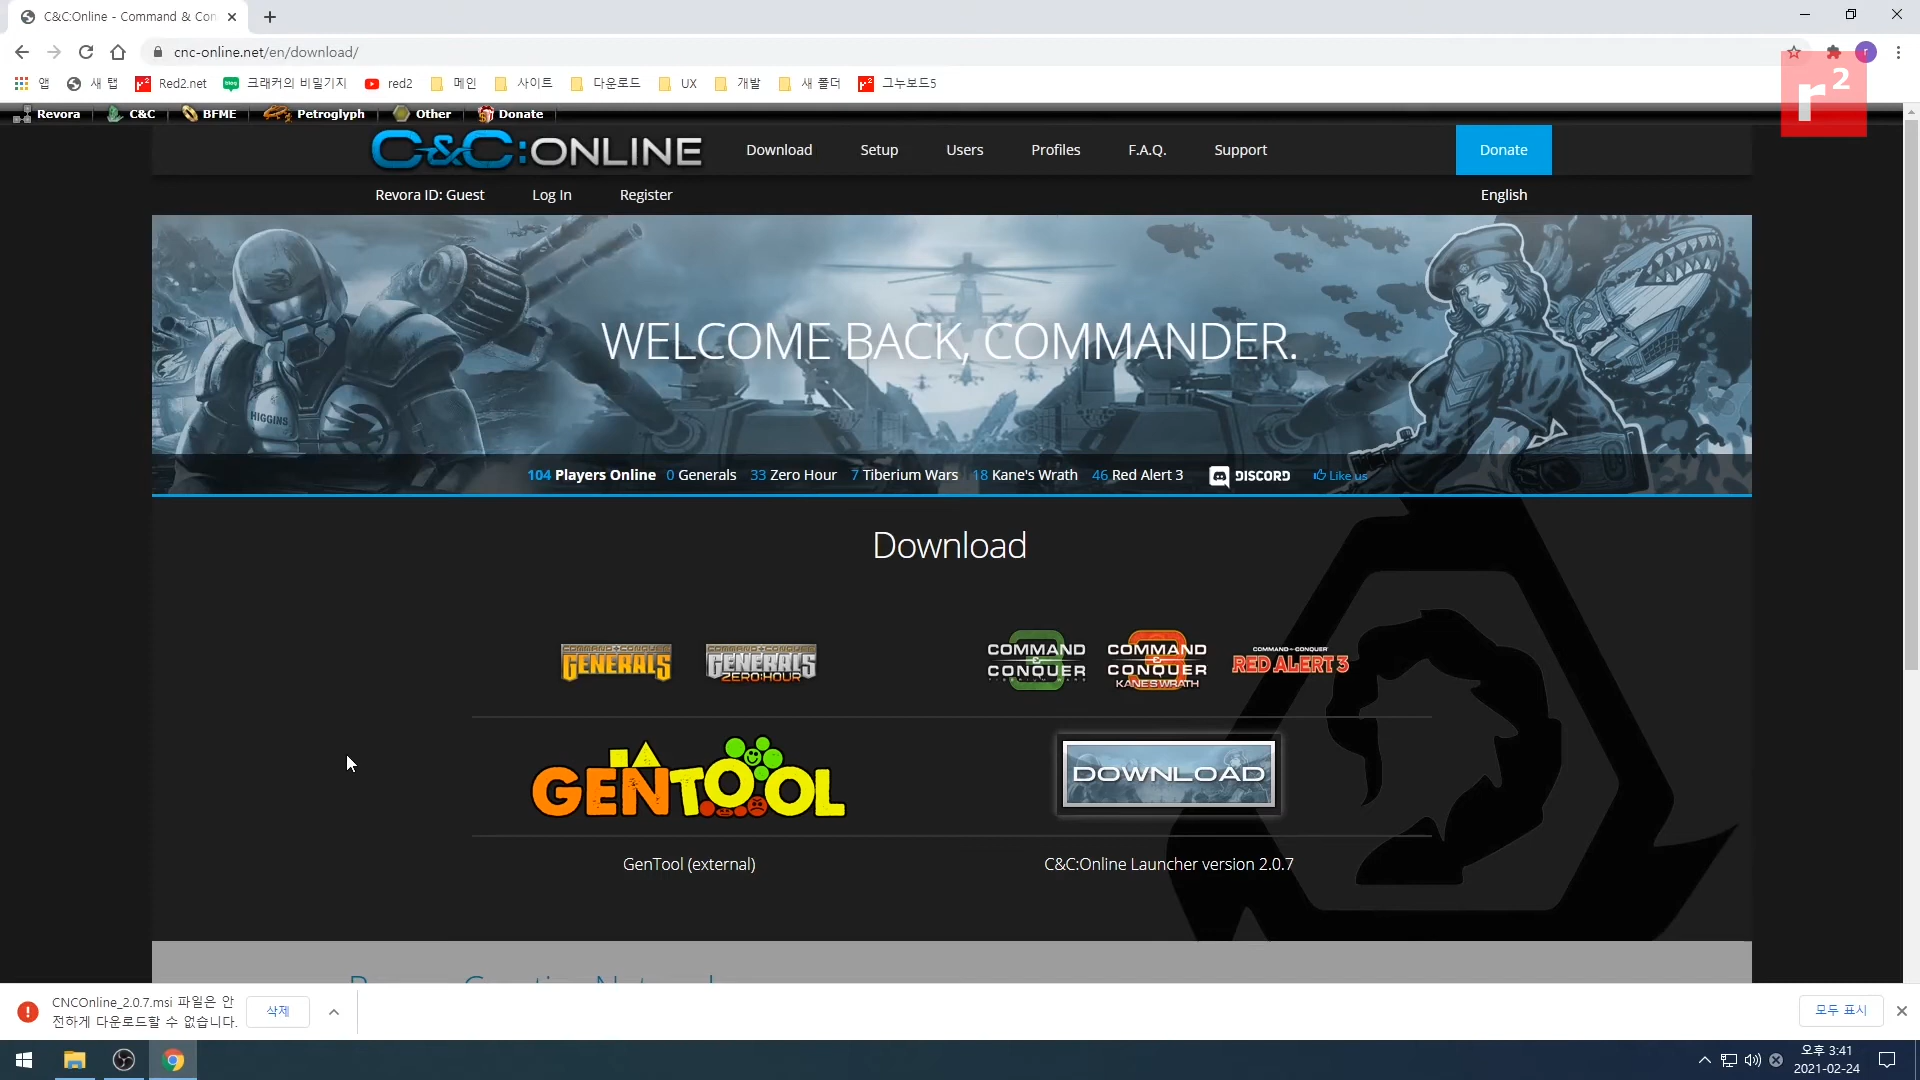 C&C:Online - Command & Con
cnc-online.net/en/download/
앱 새 탭 Red2.net 크래커의 비밀기지 red2 메인 사이트 다운로드 UX 개발 새 폴더 그누보드5
r²
Revora C&C BFME Petroglyph Other Donate
C&C:ONLINE Download Setup Users Profiles F.A.Q. Support Donate
Revora ID: Guest Log In Register English
WELCOME BACK, COMMANDER.
HIGGINS
104 Players Online 0 Generals 33 Zero Hour 7 Tiberium Wars 18 Kane's Wrath 46 Red Alert 3 DISCORD Like us
Download
COMMAND & CONQUER GENERALS
COMMAND & CONQUER GENERALS ZERO:HOUR
COMMAND & CONQUER 3
COMMAND & CONQUER 3 KANE'S WRATH
COMMAND & CONQUER RED ALERT 3
GENTOOL
DOWNLOAD
GenTool (external)
C&C:Online Launcher version 2.0.7
CNCOnline_2.0.7.msi 파일은 안
전하게 다운로드할 수 없습니다.
삭제
모두 표시
오후 3:41
2021-02-24